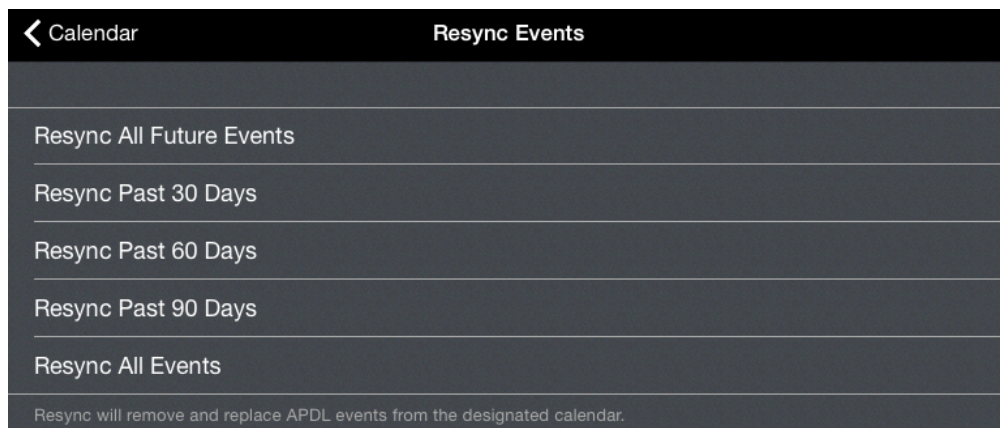 Calendar
Resync Events
Resync All Future Events
Resync Past 30 Days
Resync Past 60 Days
Resync Past 90 Days
Resync All Events
Resync will remove and replace APDL events from the designated calendar.